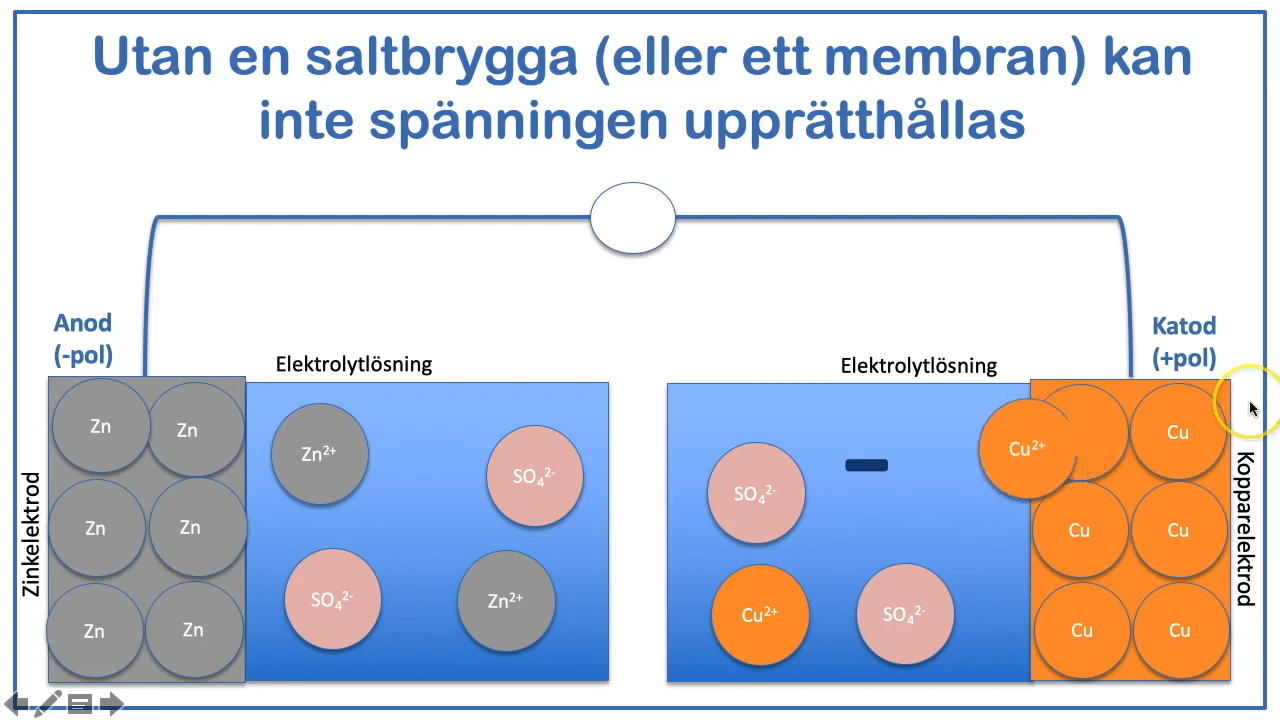 Utan en saltbrygga (eller ett membran) kan
inte spänningen upprätthållas
Anod
(-pol)
Katod
(+pol)
Elektrolytlösning
Elektrolytlösning
Zinkelektrod
Zn
Zn
Zn
Zn
Zn
Zn
Zn²⁺
SO₄²⁻
SO₄²⁻
Zn²⁺
SO₄²⁻
Cu²⁺
SO₄²⁻
Cu²⁺
Cu
Cu
Cu
Cu
Cu
Kopparelektrod